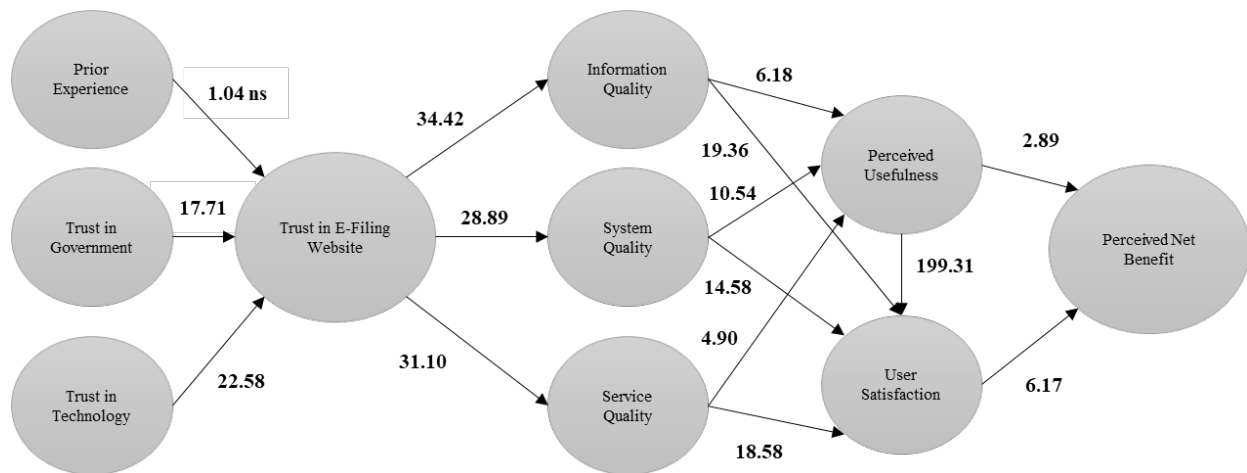 Prior
Experience
1.04 ns
Trust in
Government
17.71
Trust in
Technology
22.58
Trust in E-Filing
Website
34.42
28.89
31.10
Information
Quality
System
Quality
Service
Quality
6.18
19.36
10.54
14.58
4.90
18.58
Perceived
Usefulness
199.31
User
Satisfaction
2.89
6.17
Perceived Net
Benefit